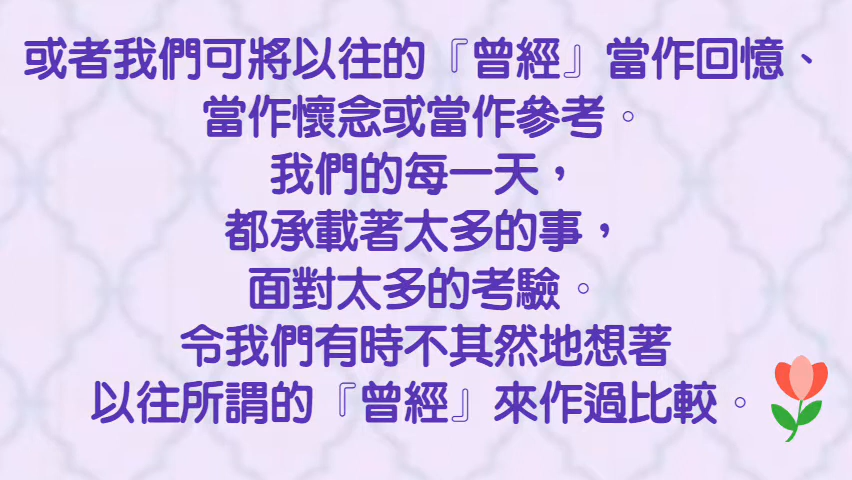 或者我們可將以往的『曾經』當作回憶、
當作懷念或當作參考。
我們的每一天，
都承載著太多的事，
面對太多的考驗。
令我們有時不其然地想著
以往所謂的『曾經』來作過比較。